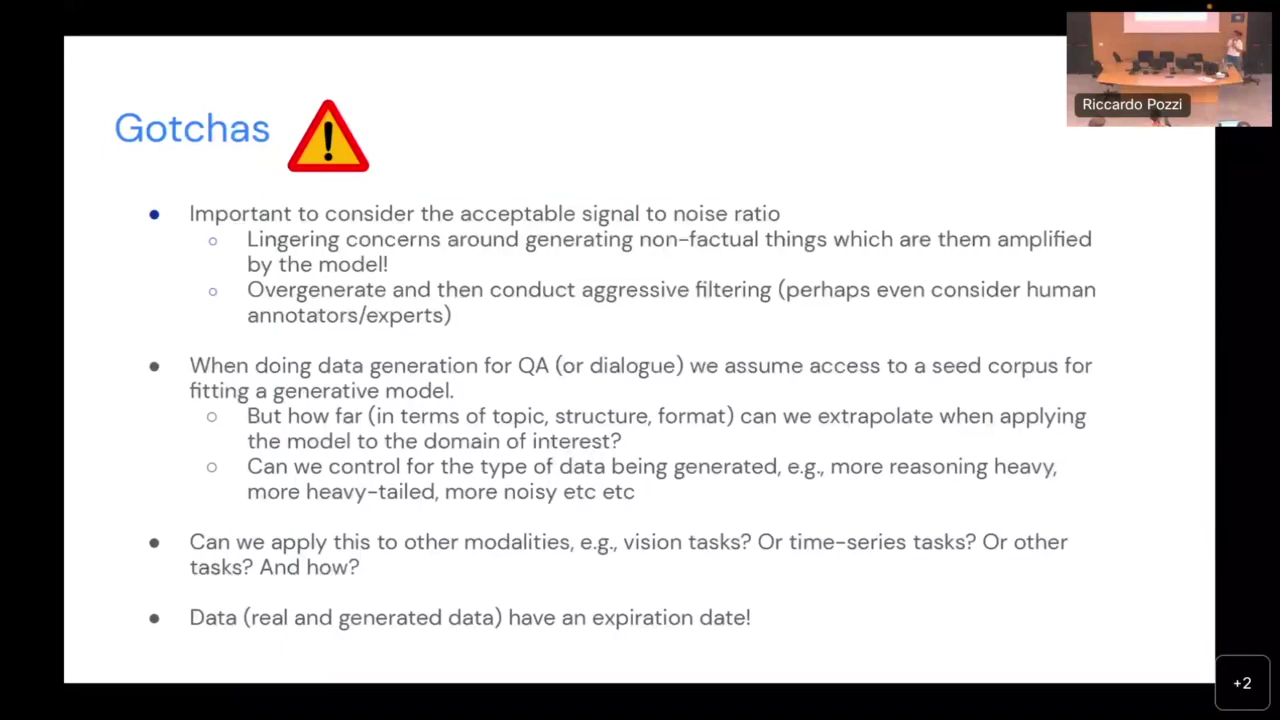 Gotchas
Riccardo Pozzi
Important to consider the acceptable signal to noise ratio
Lingering concerns around generating non-factual things which are them amplified
by the model!
Overgenerate and then conduct aggressive filtering (perhaps even consider human
annotators/experts)
When doing data generation for QA (or dialogue) we assume access to a seed corpus for
fitting a generative model.
But how far (in terms of topic, structure, format) can we extrapolate when applying
the model to the domain of interest?
Can we control for the type of data being generated, e.g., more reasoning heavy,
more heavy-tailed, more noisy etc etc
Can we apply this to other modalities, e.g., vision tasks? Or time-series tasks? Or other
tasks? And how?
Data (real and generated data) have an expiration date!
+2